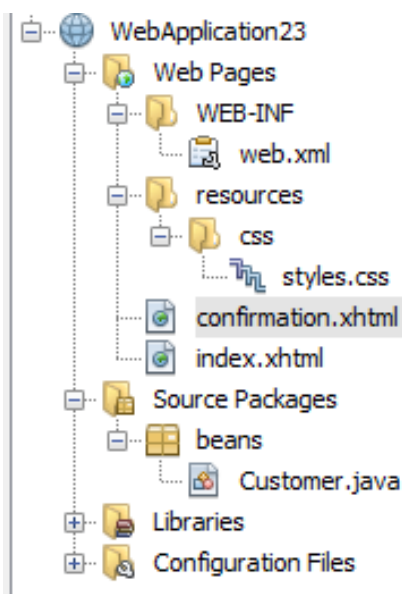 WebApplication23
Web Pages
WEB-INF
web.xml
resources
css
styles.css
confirmation.xhtml
index.xhtml
Source Packages
beans
Customer.java
Libraries
Configuration Files